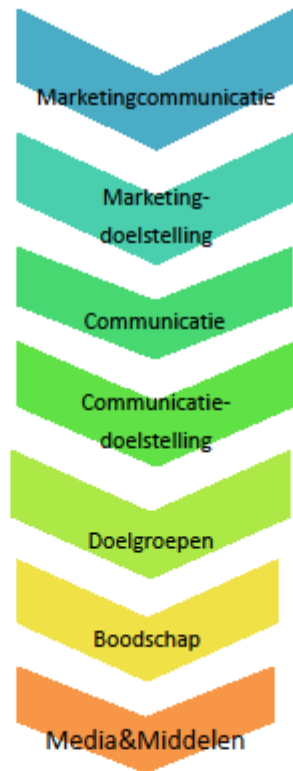 Marketingcommunicatie
Marketing-
doelstelling
Communicatie
Communicatie-
doelstelling
Doelgroepen
Boodschap
Media&Middelen